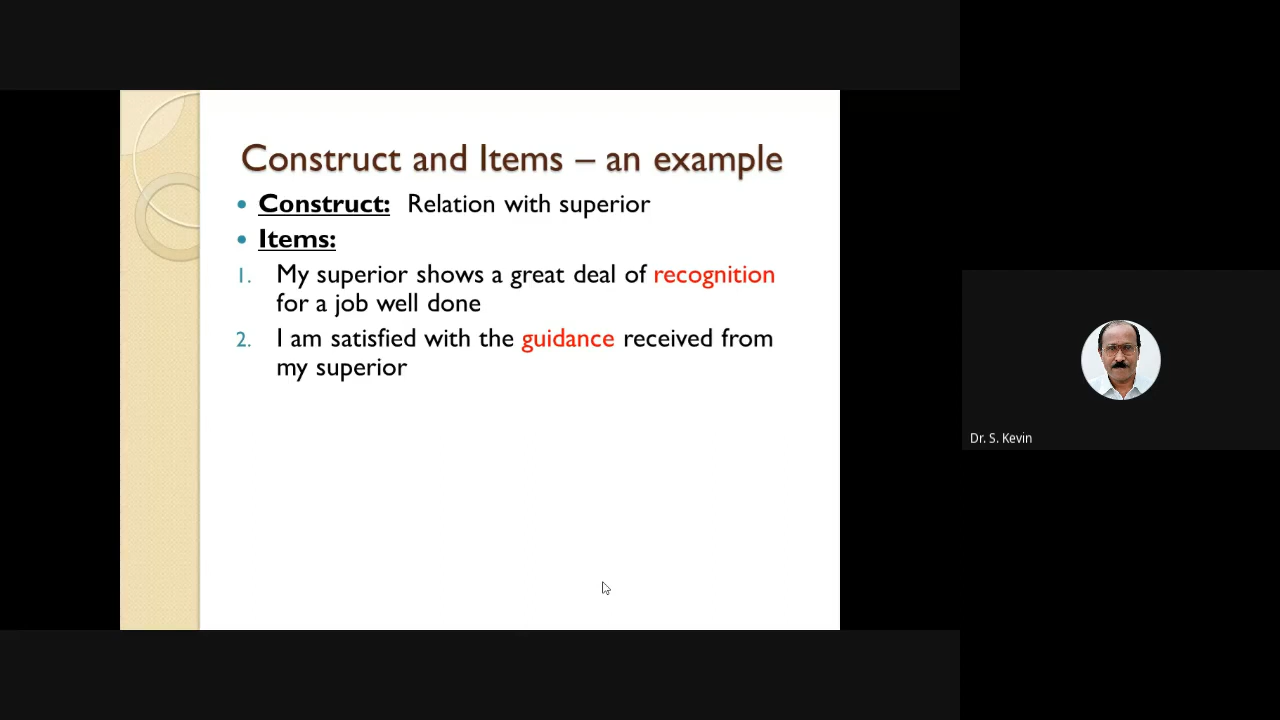 Construct and Items – an example
• Construct: Relation with superior
• Items:
1. My superior shows a great deal of recognition
for a job well done
2. I am satisfied with the guidance received from
my superior
Dr. S. Kevin